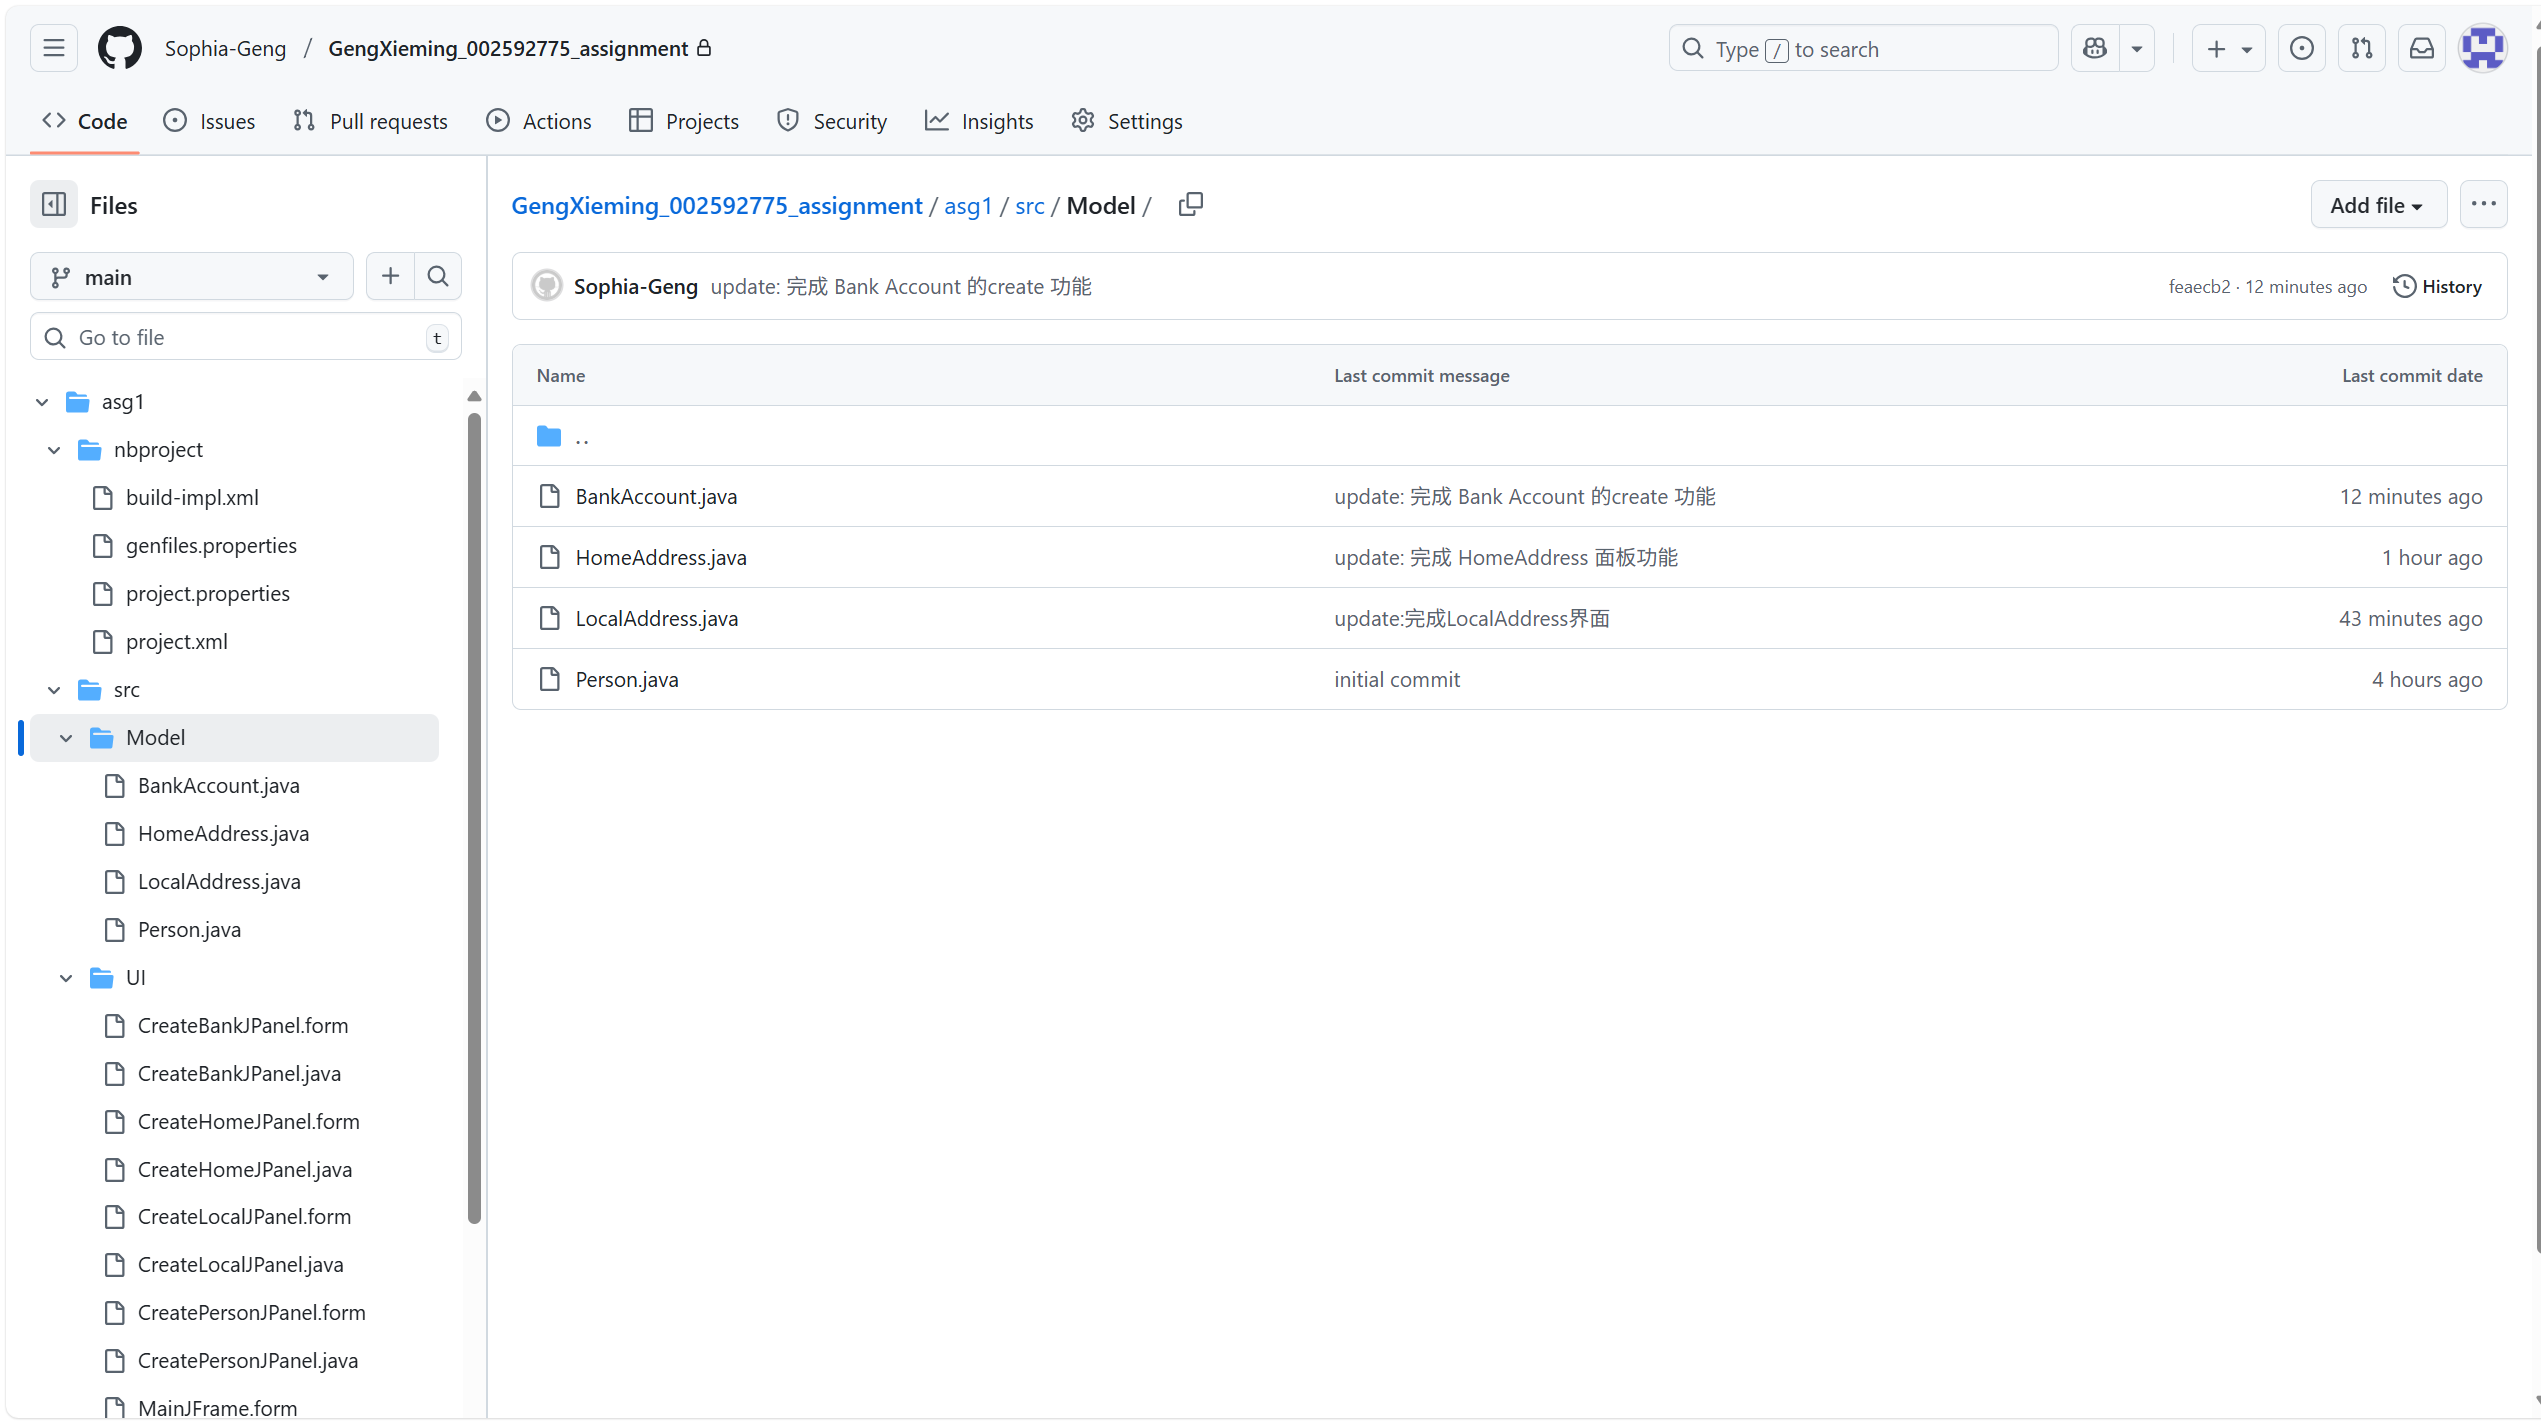 Sophia-Geng / GengXieming_002592775_assignment
Type / to search
Code Issues Pull requests Actions Projects Security Insights Settings
Files
main
Go to file t
asg1
nbproject
build-impl.xml
genfiles.properties
project.properties
project.xml
src
Model
BankAccount.java
HomeAddress.java
LocalAddress.java
Person.java
UI
CreateBankJPanel.form
CreateBankJPanel.java
CreateHomeJPanel.form
CreateHomeJPanel.java
CreateLocalJPanel.form
CreateLocalJPanel.java
CreatePersonJPanel.form
CreatePersonJPanel.java
MainJFrame.form
GengXieming_002592775_assignment / asg1 / src / Model /
Add file
Sophia-Geng update: 完成 Bank Account 的create 功能 feaecb2 · 12 minutes ago History
Name Last commit message Last commit date
..
BankAccount.java update: 完成 Bank Account 的create 功能 12 minutes ago
HomeAddress.java update: 完成 HomeAddress 面板功能 1 hour ago
LocalAddress.java update:完成LocalAddress界面 43 minutes ago
Person.java initial commit 4 hours ago